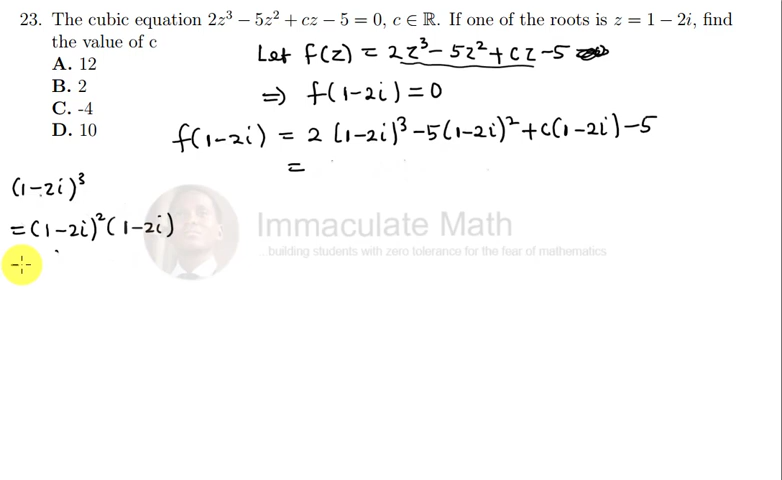 23. The cubic equation 2z³ − 5z² + cz − 5 = 0, c ∈ ℝ. If one of the roots is z = 1 − 2i, find
the value of c
A. 12
B. 2
C. -4
D. 10
Let f(z) = 2z³ − 5z² + cz − 5
⇒ f(1−2i) = 0
f(1−2i) = 2(1−2i)³ − 5(1−2i)² + c(1−2i) − 5
=
(1−2i)³
= (1−2i)²(1−2i)
Immaculate Math
..building students with zero tolerance for the fear of mathematics